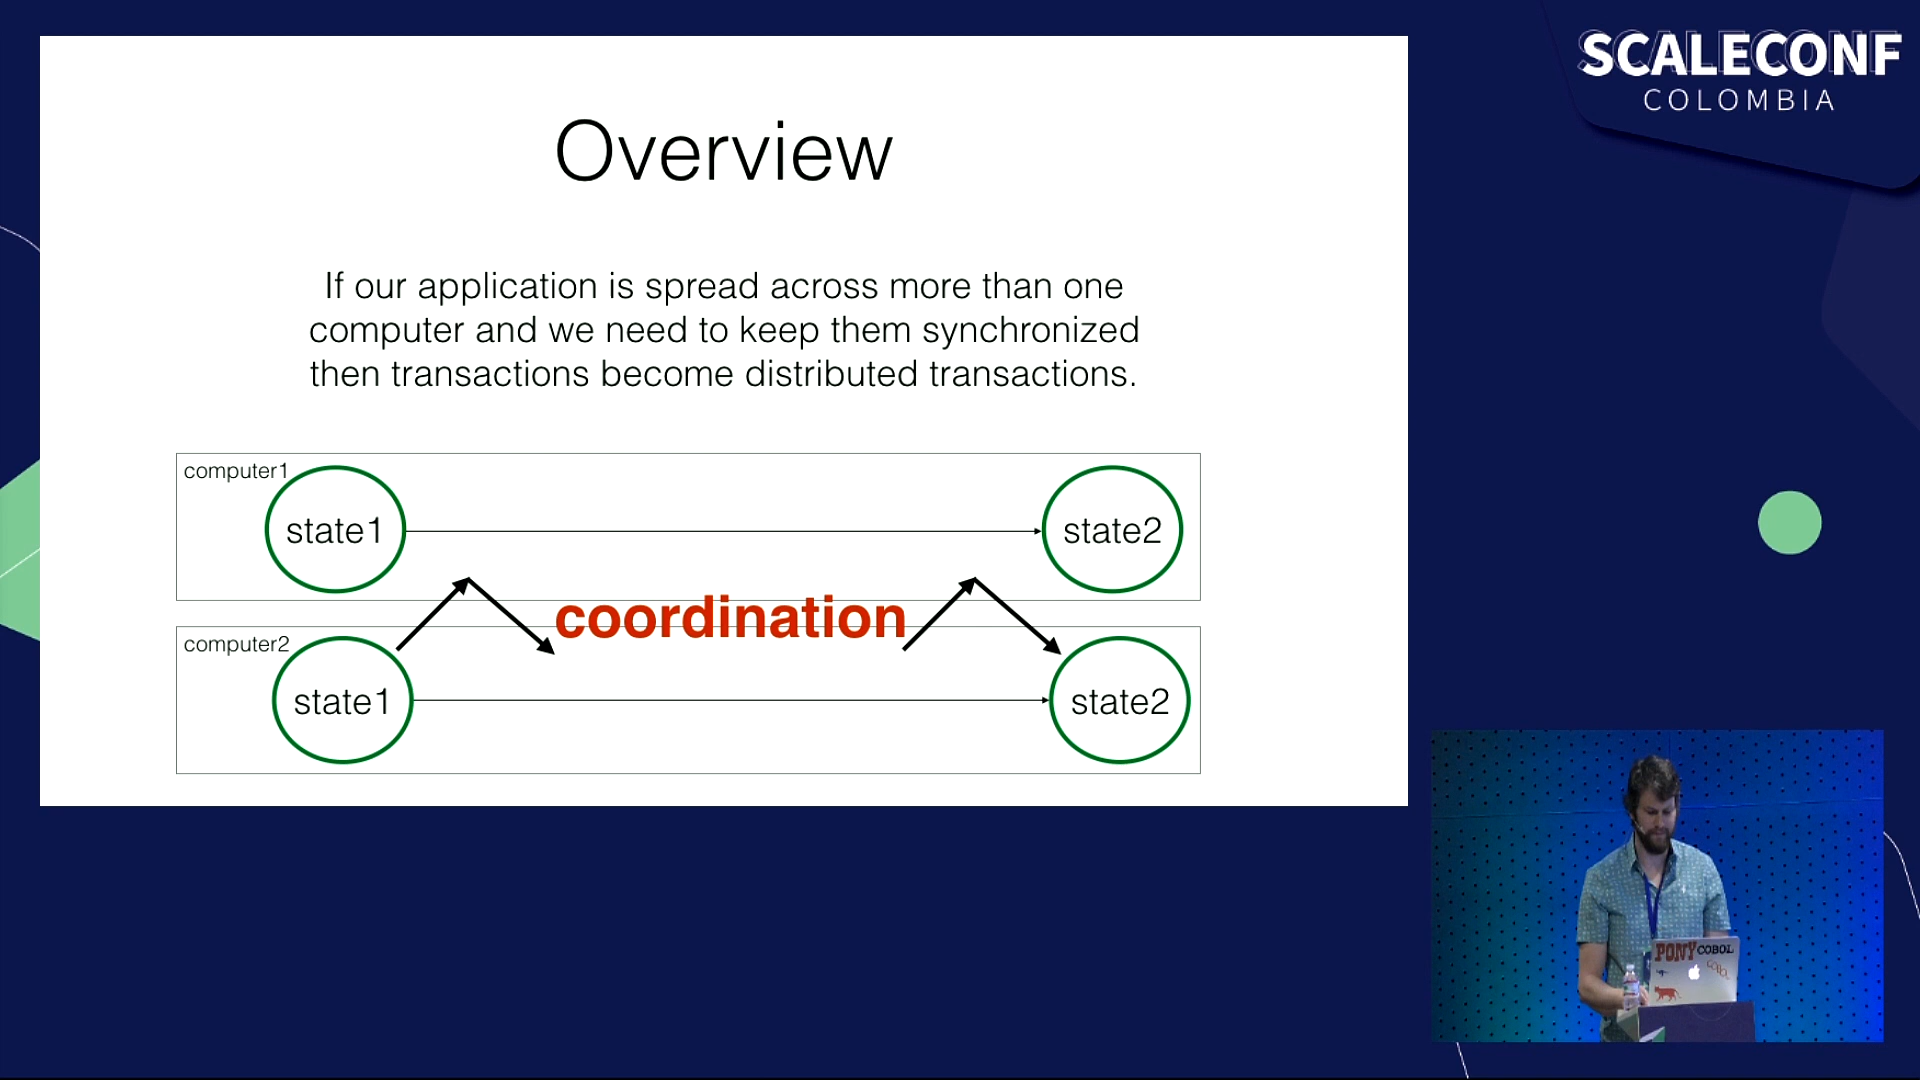 SCALECONF
COLOMBIA
Overview
If our application is spread across more than one
computer and we need to keep them synchronized
then transactions become distributed transactions.
computer1
state1
state2
coordination
computer2
state1
state2
PONY COBOL
COBOL